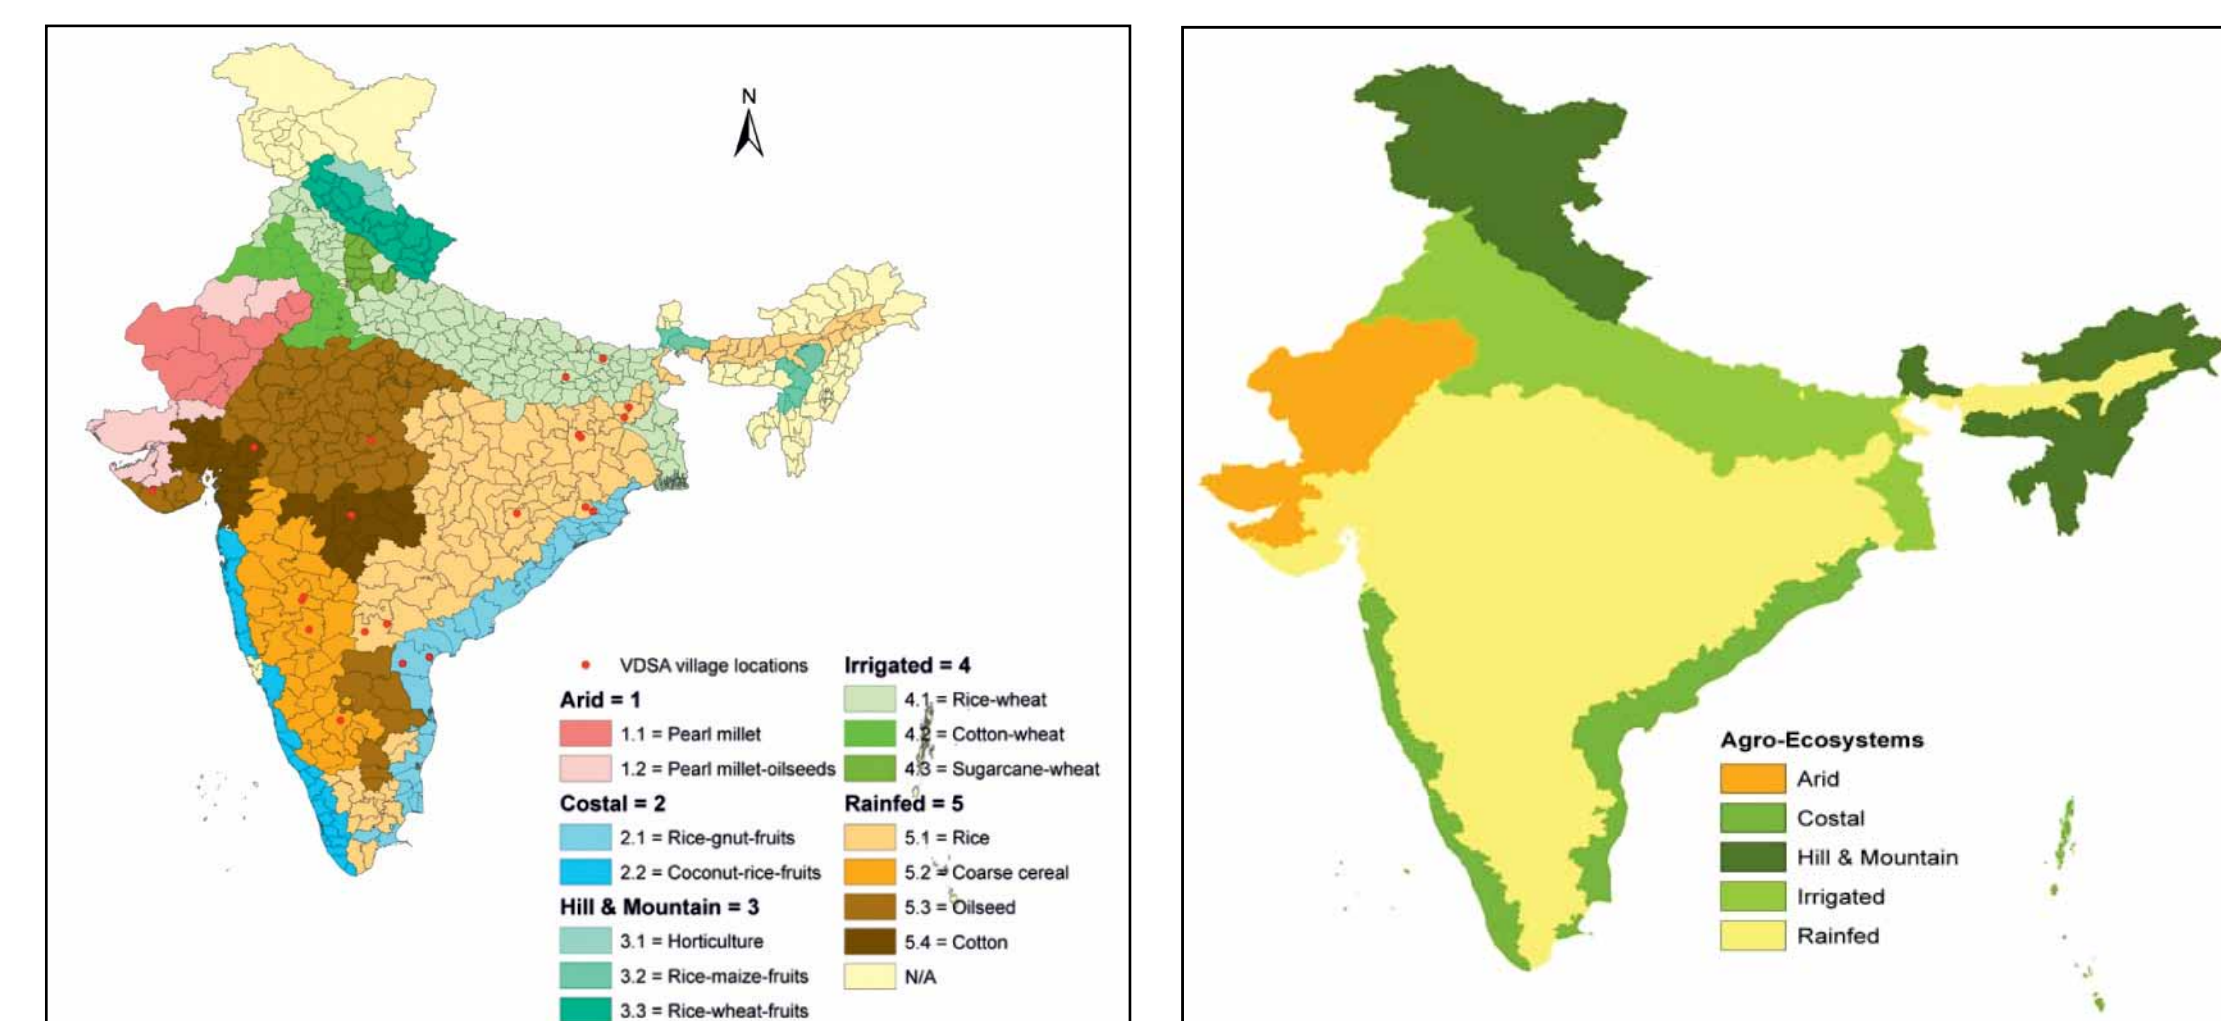 N
VDSA village locations
Arid = 1
1.1 = Pearl millet
1.2 = Pearl millet-oilseeds
Costal = 2
2.1 = Rice-gnut-fruits
2.2 = Coconut-rice-fruits
Hill & Mountain = 3
3.1 = Horticulture
3.2 = Rice-maize-fruits
3.3 = Rice-wheat-fruits
Irrigated = 4
4.1 = Rice-wheat
4.2 = Cotton-wheat
4.3 = Sugarcane-wheat
Rainfed = 5
5.1 = Rice
5.2 = Coarse cereal
5.3 = Oilseed
5.4 = Cotton
N/A
Agro-Ecosystems
Arid
Costal
Hill & Mountain
Irrigated
Rainfed